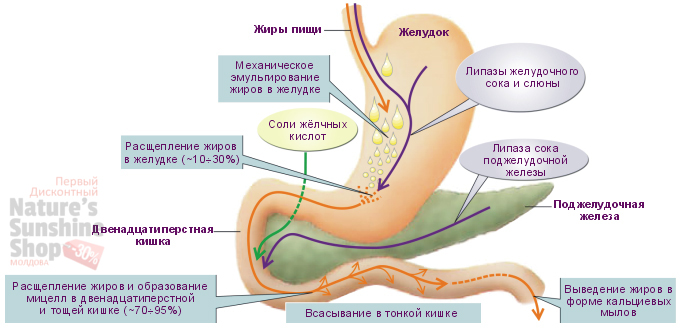 Жиры пищи
Желудок
Механическое
эмульгирование
жиров в желудке
Липазы желудочного
сока и слюны
Соли жёлчных
кислот
Расщепление жиров
в желудке (~10÷30%)
Липаза сока
поджелудочной
железы
Первый
Дисконтный
Nature's
Sunshine
Shop
-30%
МОЛДОВА
Двенадцатиперстная
кишка
Поджелудочная
железа
Расщепление жиров и образование
мицелл в двенадцатиперстной
и тощей кишке (~70÷95%)
Всасывание в тонкой кишке
Выведение жиров в
форме кальциевых
мылов